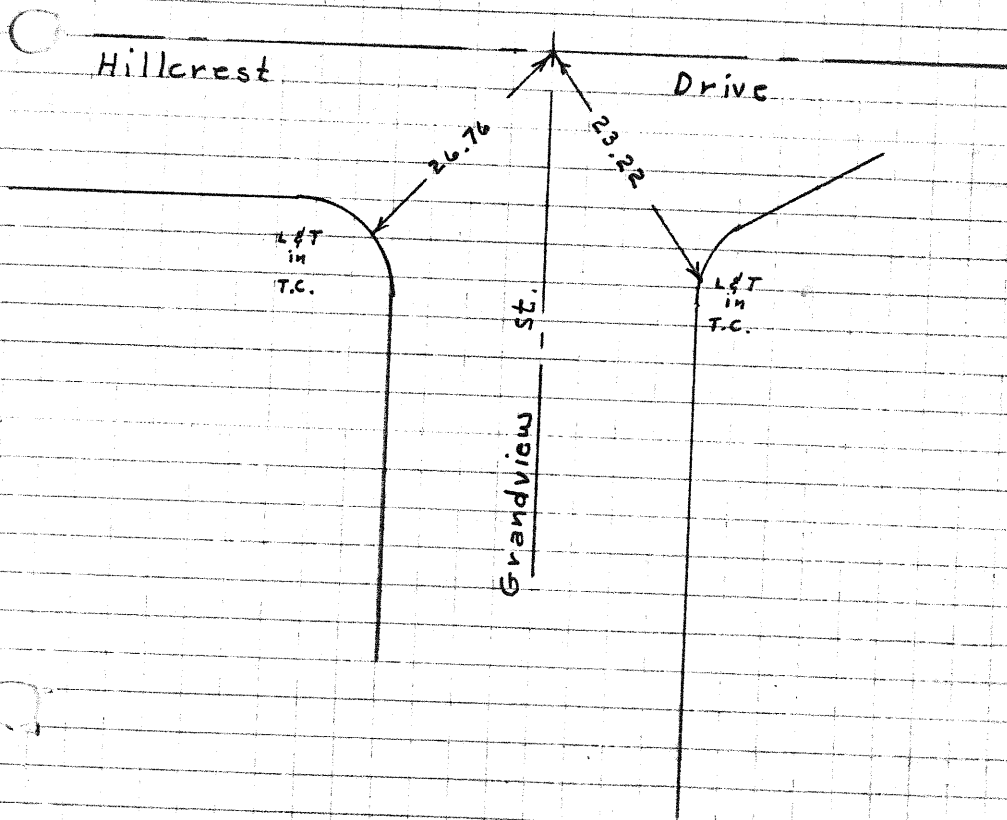 Hillcrest
Drive
26.76
23.22
L & T
in
T.C.
L & T
in
T.C.
Grandview St.